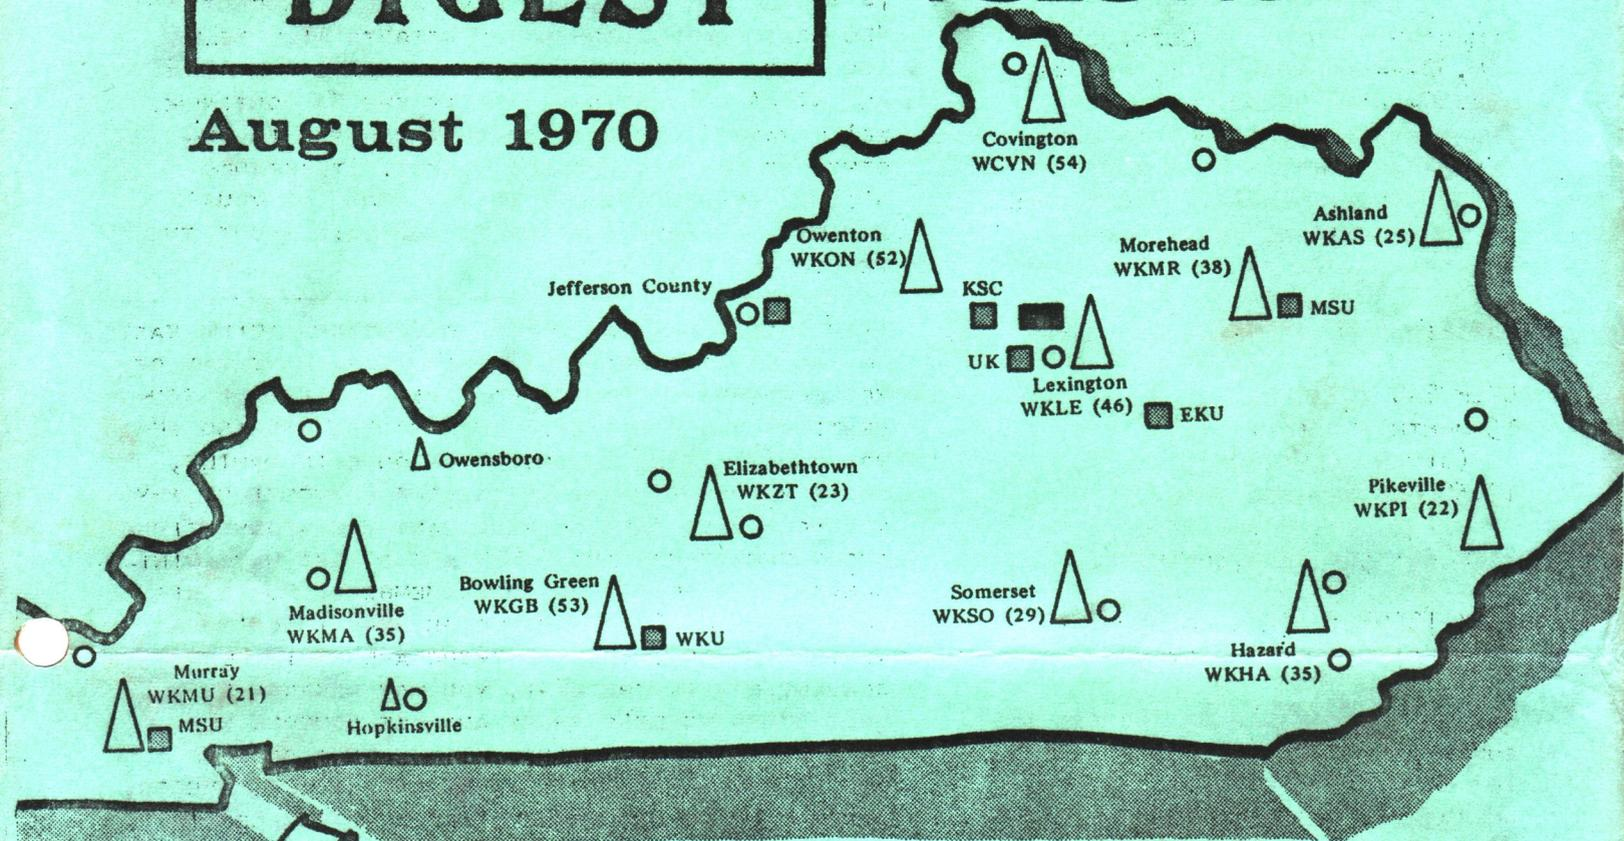 DIGEST
August 1970
Covington
WCVN (54)
Ashland
WKAS (25)
Owenton
WKON (52)
Morehead
WKMR (38)
MSU
Jefferson County
KSC
UK
Lexington
WKLE (46)
EKU
Owensboro
Elizabethtown
WKZT (23)
Pikeville
WKPI (22)
Madisonville
WKMA (35)
Bowling Green
WKGB (53)
WKU
Somerset
WKSO (29)
Hazard
WKHA (35)
Murray
WKMU (21)
MSU
Hopkinsville